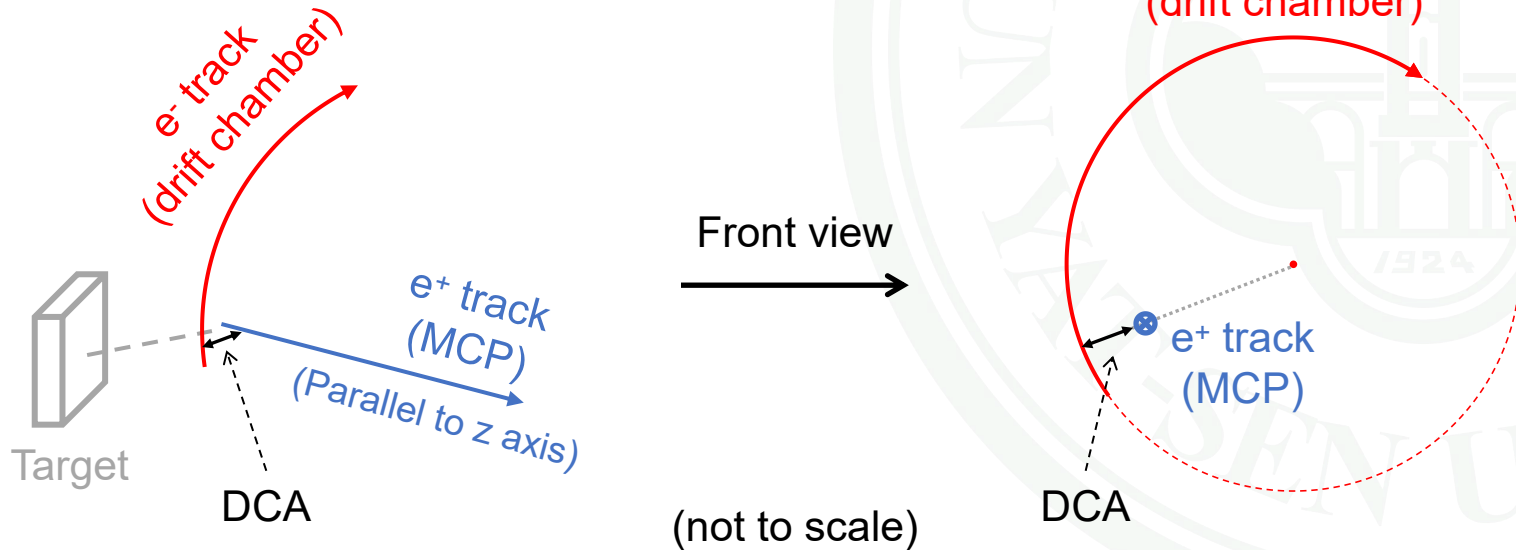 e⁻ track
(drift chamber)
e⁺ track
(MCP)
(Parallel to z axis)
Target
DCA
Front view
(not to scale)
(drift chamber)
e⁺ track
(MCP)
DCA
1924